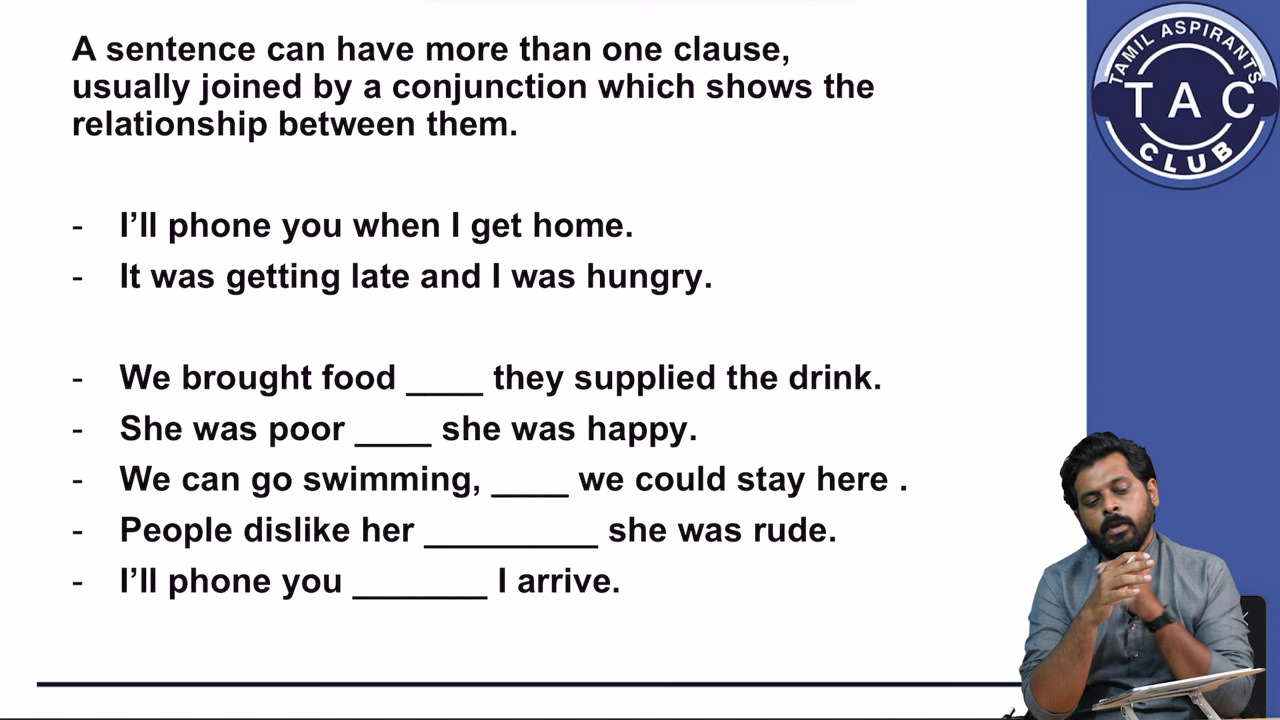 A sentence can have more than one clause,
usually joined by a conjunction which shows the
relationship between them.
- I’ll phone you when I get home.
- It was getting late and I was hungry.
- We brought food ____ they supplied the drink.
- She was poor ____ she was happy.
- We can go swimming, ____ we could stay here .
- People dislike her _________ she was rude.
- I’ll phone you _______ I arrive.
TAMIL ASPIRANTS
TAC
CLUB